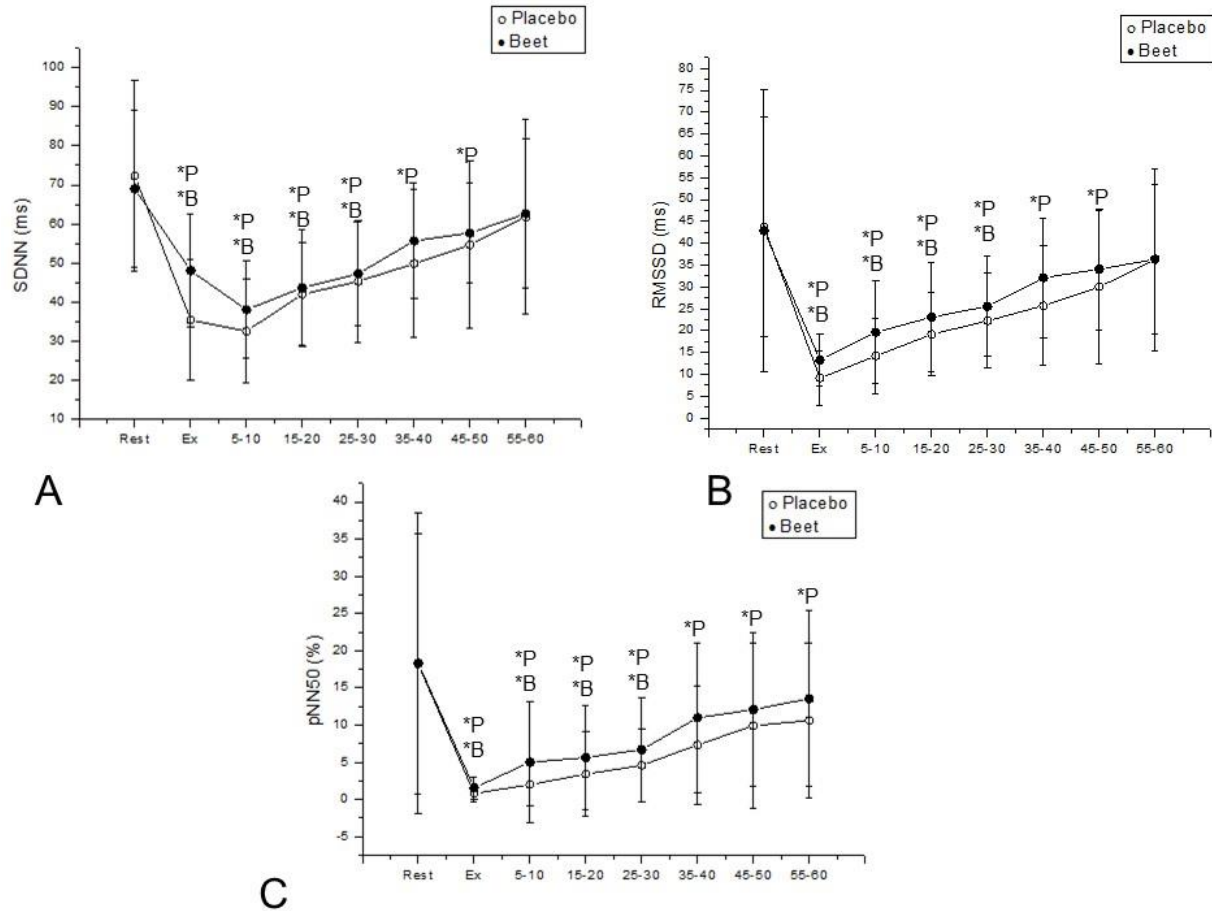 Placebo
Beet
100
90
80
70
60
50
40
30
20
10
SDNN (ms)
*P
*B
*P
*B
*P
*B
*P
*B
*P
*P
Rest Ex 5-10 15-20 25-30 35-40 45-50 55-60
A
Placebo
Beet
80
75
70
65
60
55
50
45
40
35
30
25
20
15
10
5
0
RMSSD (ms)
*P
*B
*P
*B
*P
*B
*P
*B
*P
*P
Rest Ex 5-10 15-20 25-30 35-40 45-50 55-60
B
Placebo
Beet
40
35
30
25
20
15
10
5
0
-5
pNN50 (%)
*P
*B
*P
*B
*P
*B
*P
*B
*P
*P
*P
Rest Ex 5-10 15-20 25-30 35-40 45-50 55-60
C